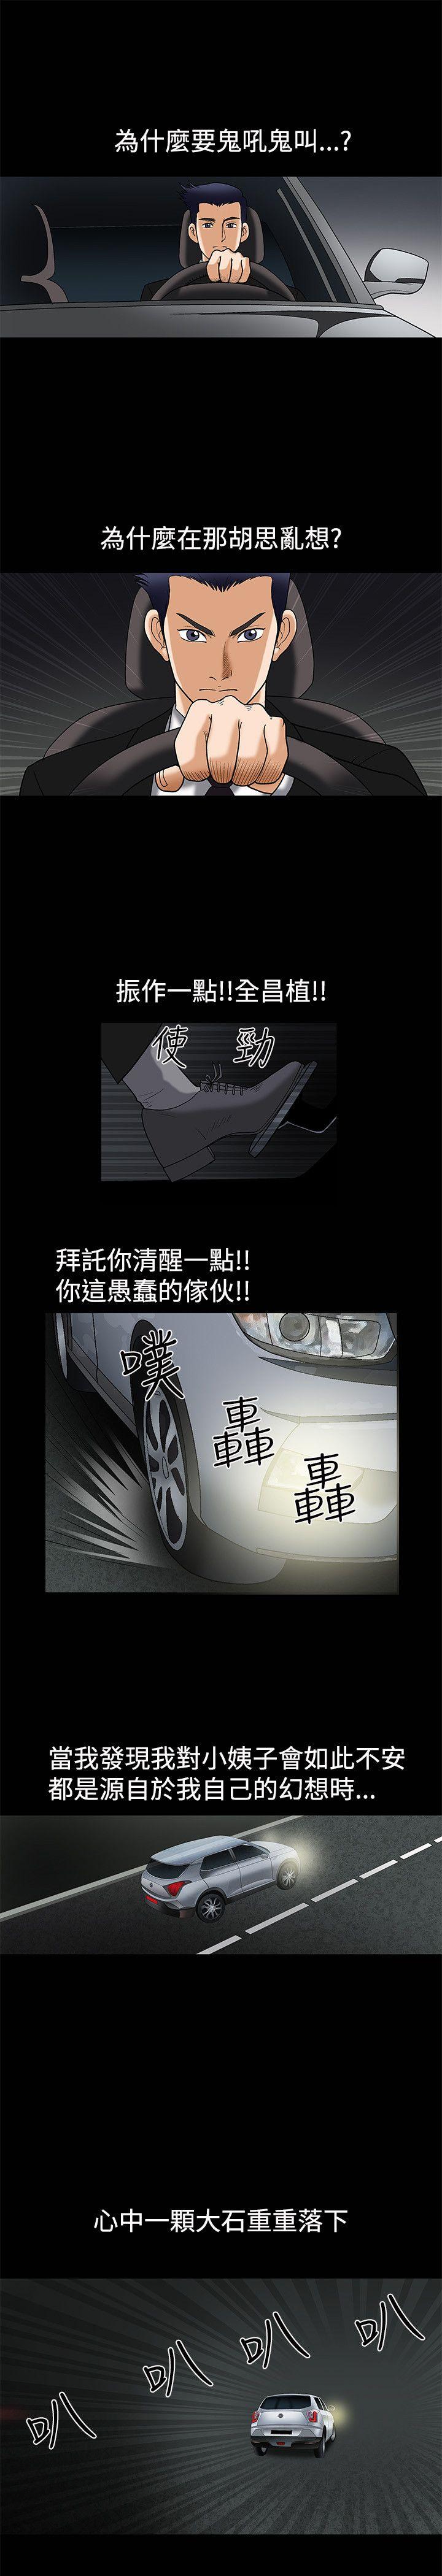 為什麼要鬼吼鬼叫...?
為什麼在那胡思亂想?
振作一點!!全昌植!!
使勁
拜託你清醒一點!!
你這愚蠢的傢伙!!
噗
轟
轟
當我發現我對小姨子會如此不安
都是源自於我自己的幻想時...
心中一顆大石重重落下
叭
叭
叭
叭